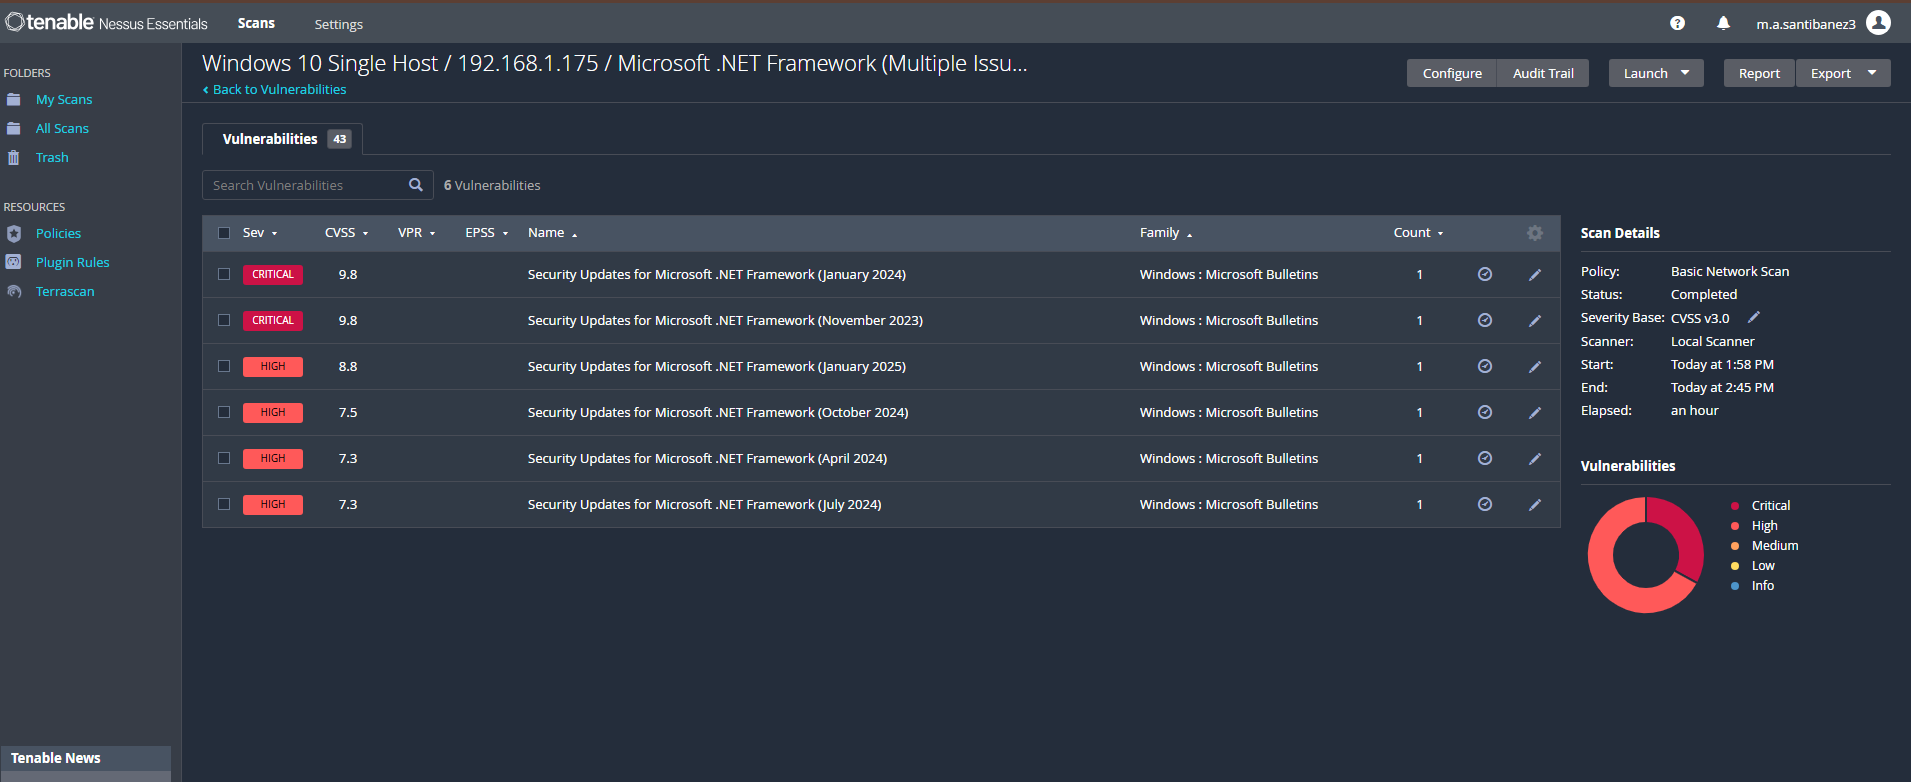 tenable Nessus Essentials Scans Settings m.a.santibanez3
FOLDERS
My Scans
All Scans
Trash
RESOURCES
Policies
Plugin Rules
Terrascan
Tenable News
Windows 10 Single Host / 192.168.1.175 / Microsoft .NET Framework (Multiple Issu...
Back to Vulnerabilities
Configure Audit Trail Launch Report Export
Vulnerabilities 43
Search Vulnerabilities 6 Vulnerabilities
Sev CVSS VPR EPSS Name Family Count
CRITICAL 9.8 Security Updates for Microsoft .NET Framework (January 2024) Windows : Microsoft Bulletins 1
CRITICAL 9.8 Security Updates for Microsoft .NET Framework (November 2023) Windows : Microsoft Bulletins 1
HIGH 8.8 Security Updates for Microsoft .NET Framework (January 2025) Windows : Microsoft Bulletins 1
HIGH 7.5 Security Updates for Microsoft .NET Framework (October 2024) Windows : Microsoft Bulletins 1
HIGH 7.3 Security Updates for Microsoft .NET Framework (April 2024) Windows : Microsoft Bulletins 1
HIGH 7.3 Security Updates for Microsoft .NET Framework (July 2024) Windows : Microsoft Bulletins 1
Scan Details
Policy: Basic Network Scan
Status: Completed
Severity Base: CVSS v3.0
Scanner: Local Scanner
Start: Today at 1:58 PM
End: Today at 2:45 PM
Elapsed: an hour
Vulnerabilities
Critical
High
Medium
Low
Info